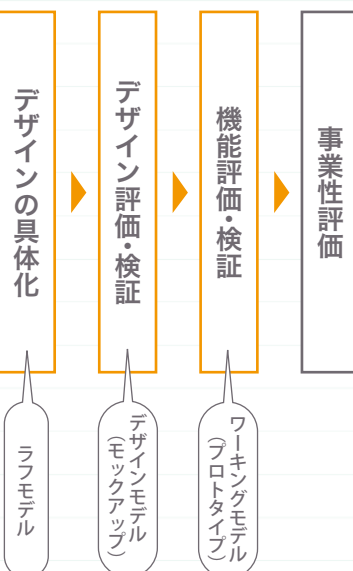 デザインの具体化
デザイン評価・検証
機能評価・検証
事業性評価
ラフモデル
デザインモデル
（モックアップ）
ワーキングモデル
（プロトタイプ）